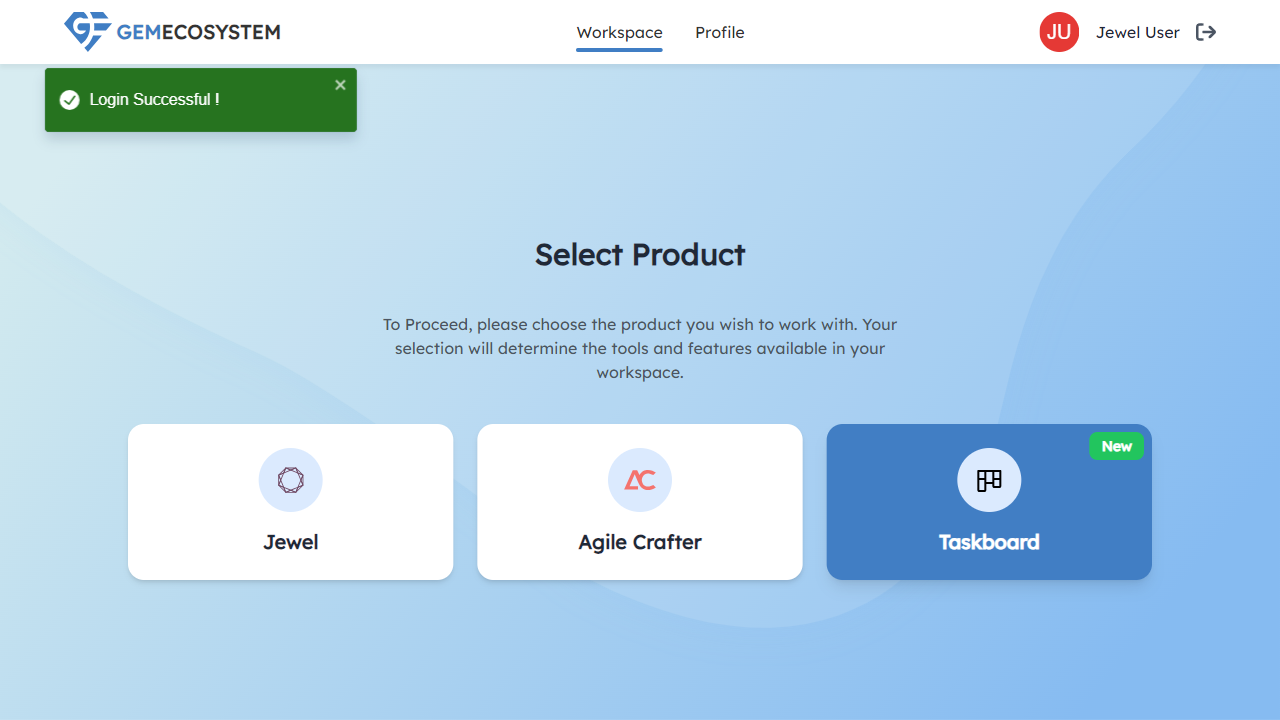 GEMECOSYSTEM
Workspace
Profile
JU
Jewel User
Login Successful !
Select Product
To Proceed, please choose the product you wish to work with. Your
selection will determine the tools and features available in your
workspace.
Jewel
AC
Agile Crafter
New
Taskboard